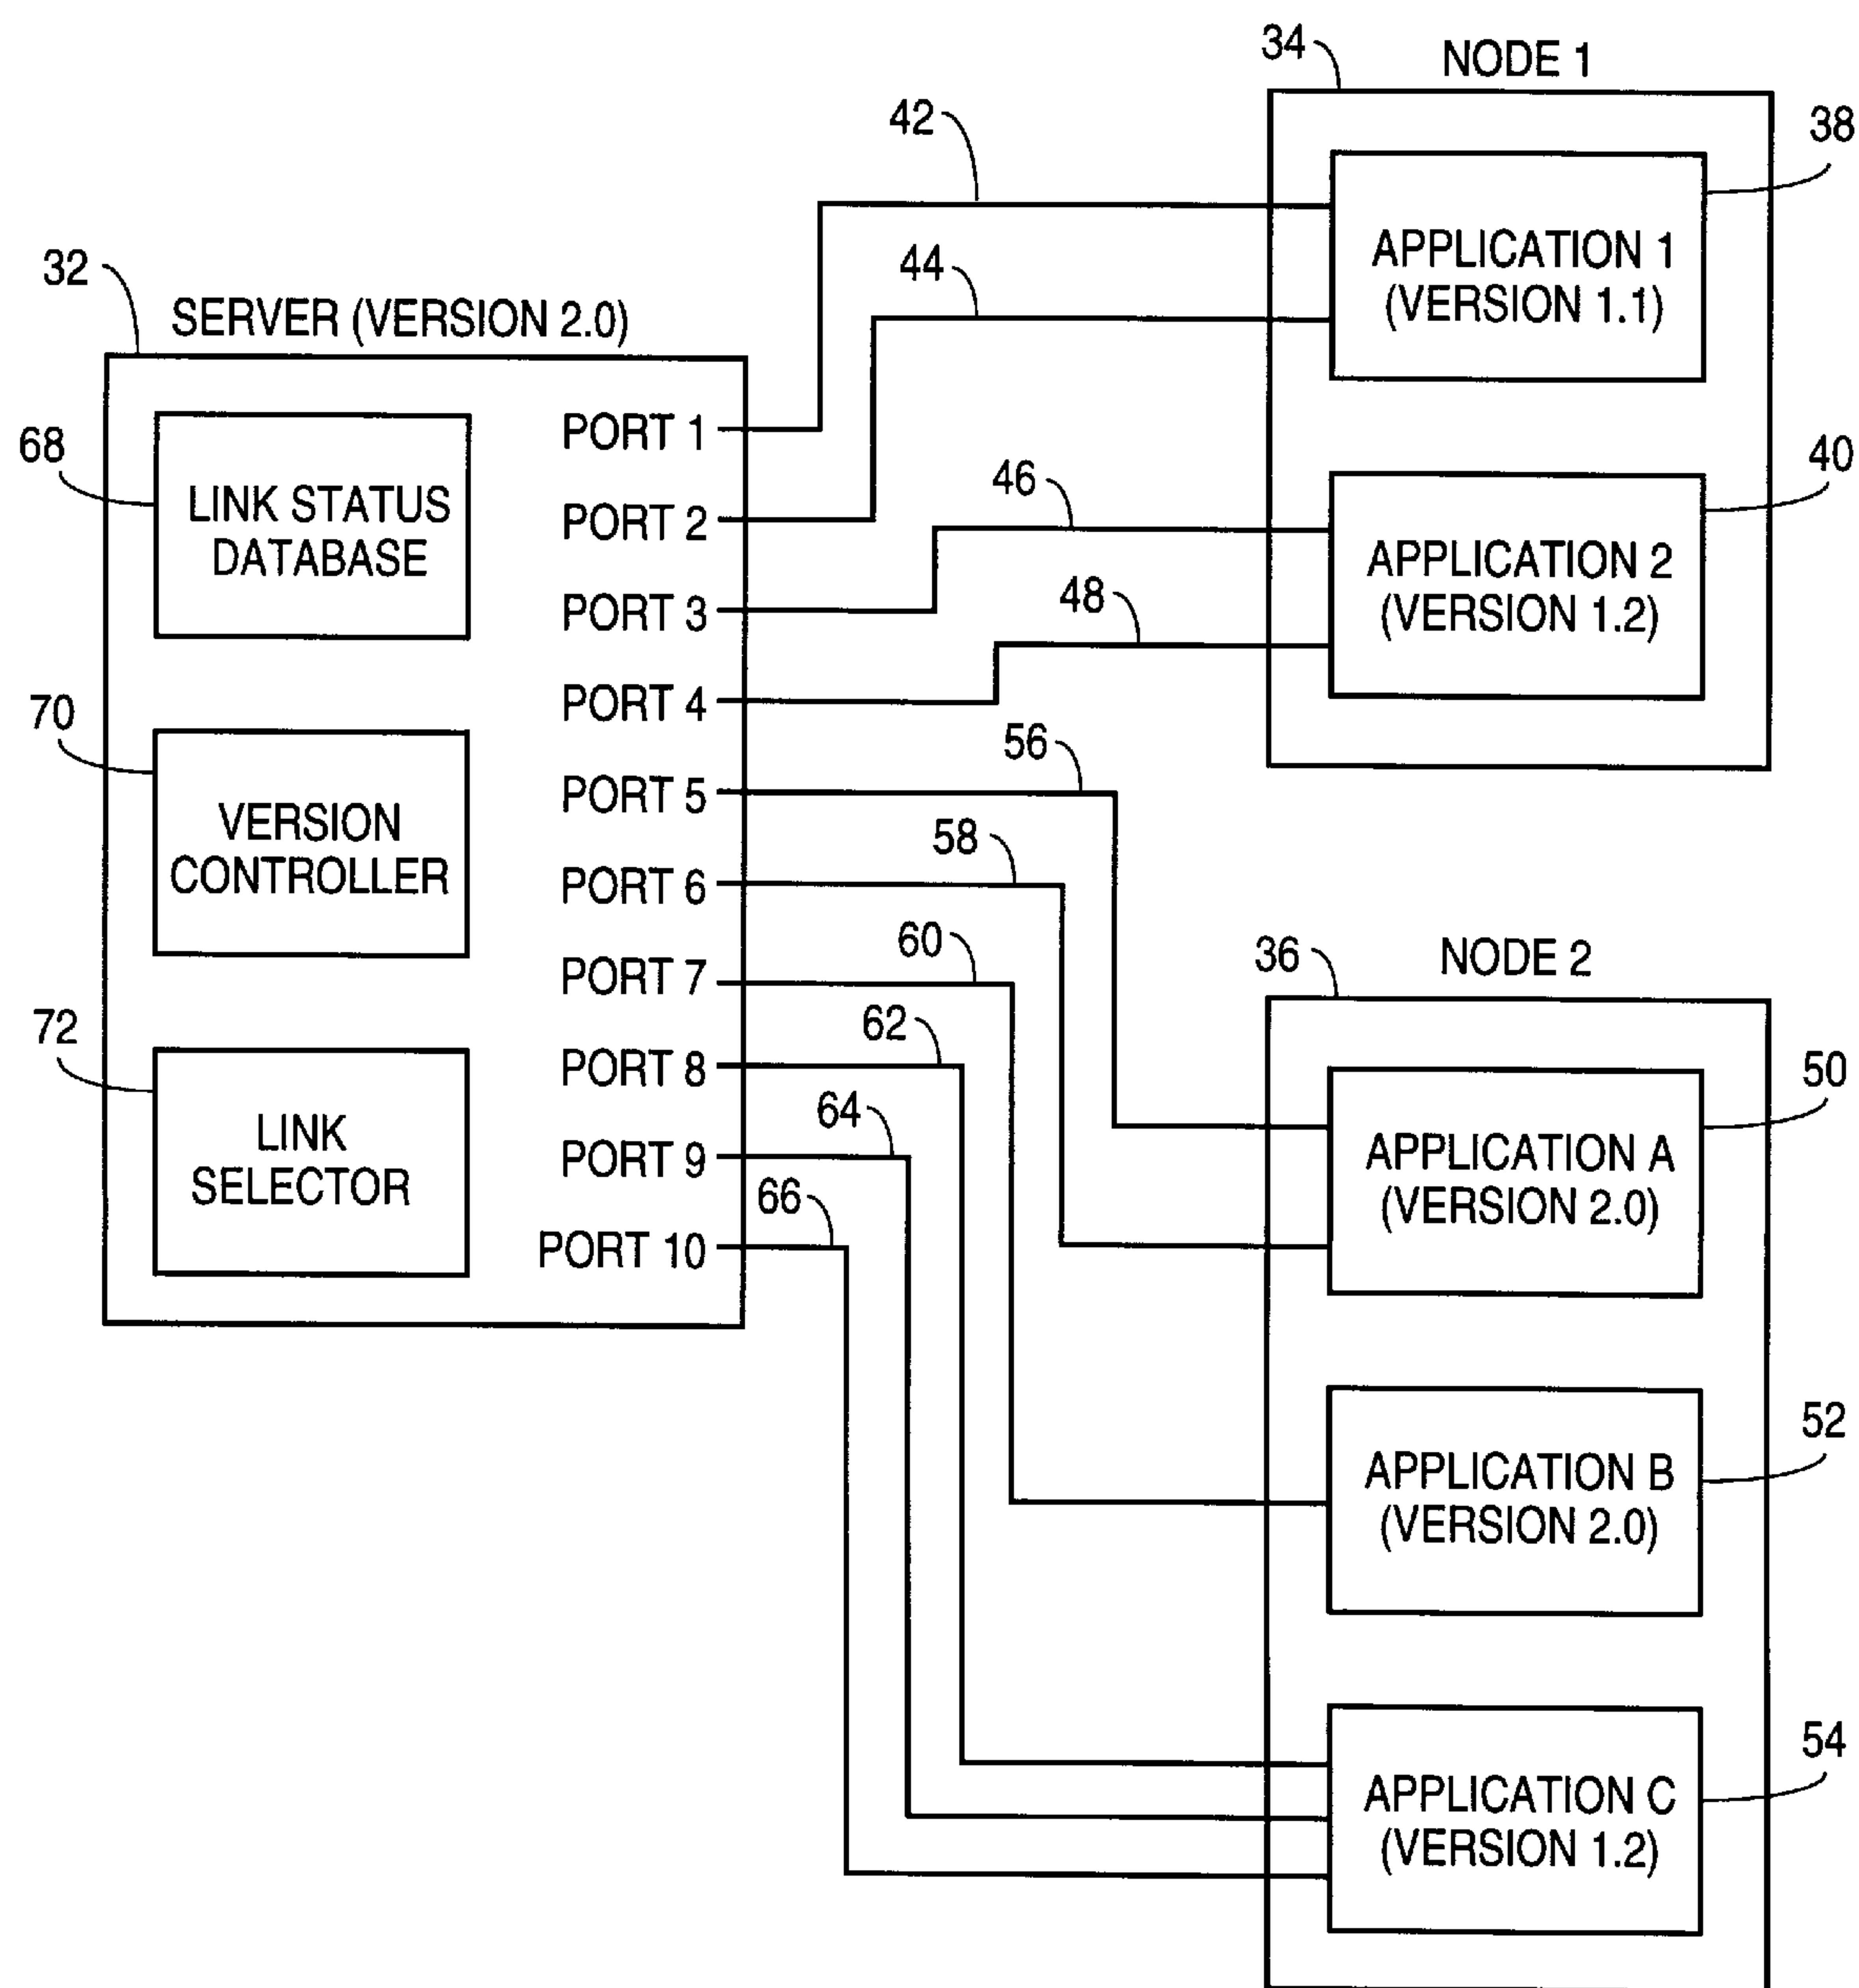 34
NODE 1
42
38
APPLICATION 1
(VERSION 1.1)
44
32
SERVER (VERSION 2.0)
PORT 1
68
LINK STATUS
DATABASE
PORT 2
46
40
APPLICATION 2
(VERSION 1.2)
PORT 3
48
70
PORT 4
56
PORT 5
VERSION
CONTROLLER
58
PORT 6
60
36
NODE 2
PORT 7
72
62
PORT 8
50
LINK
SELECTOR
64
PORT 9
APPLICATION A
(VERSION 2.0)
66
PORT 10
52
APPLICATION B
(VERSION 2.0)
54
APPLICATION C
(VERSION 1.2)